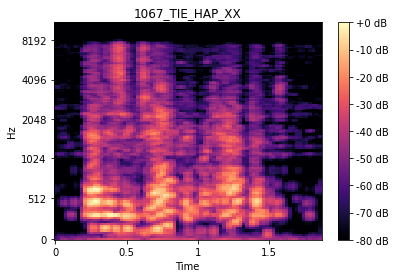 1067_TIE_HAP_XX
Hz
8192
4096
2048
1024
512
0
0
0.5
1
1.5
Time
+0 dB
-10 dB
-20 dB
-30 dB
-40 dB
-50 dB
-60 dB
-70 dB
-80 dB